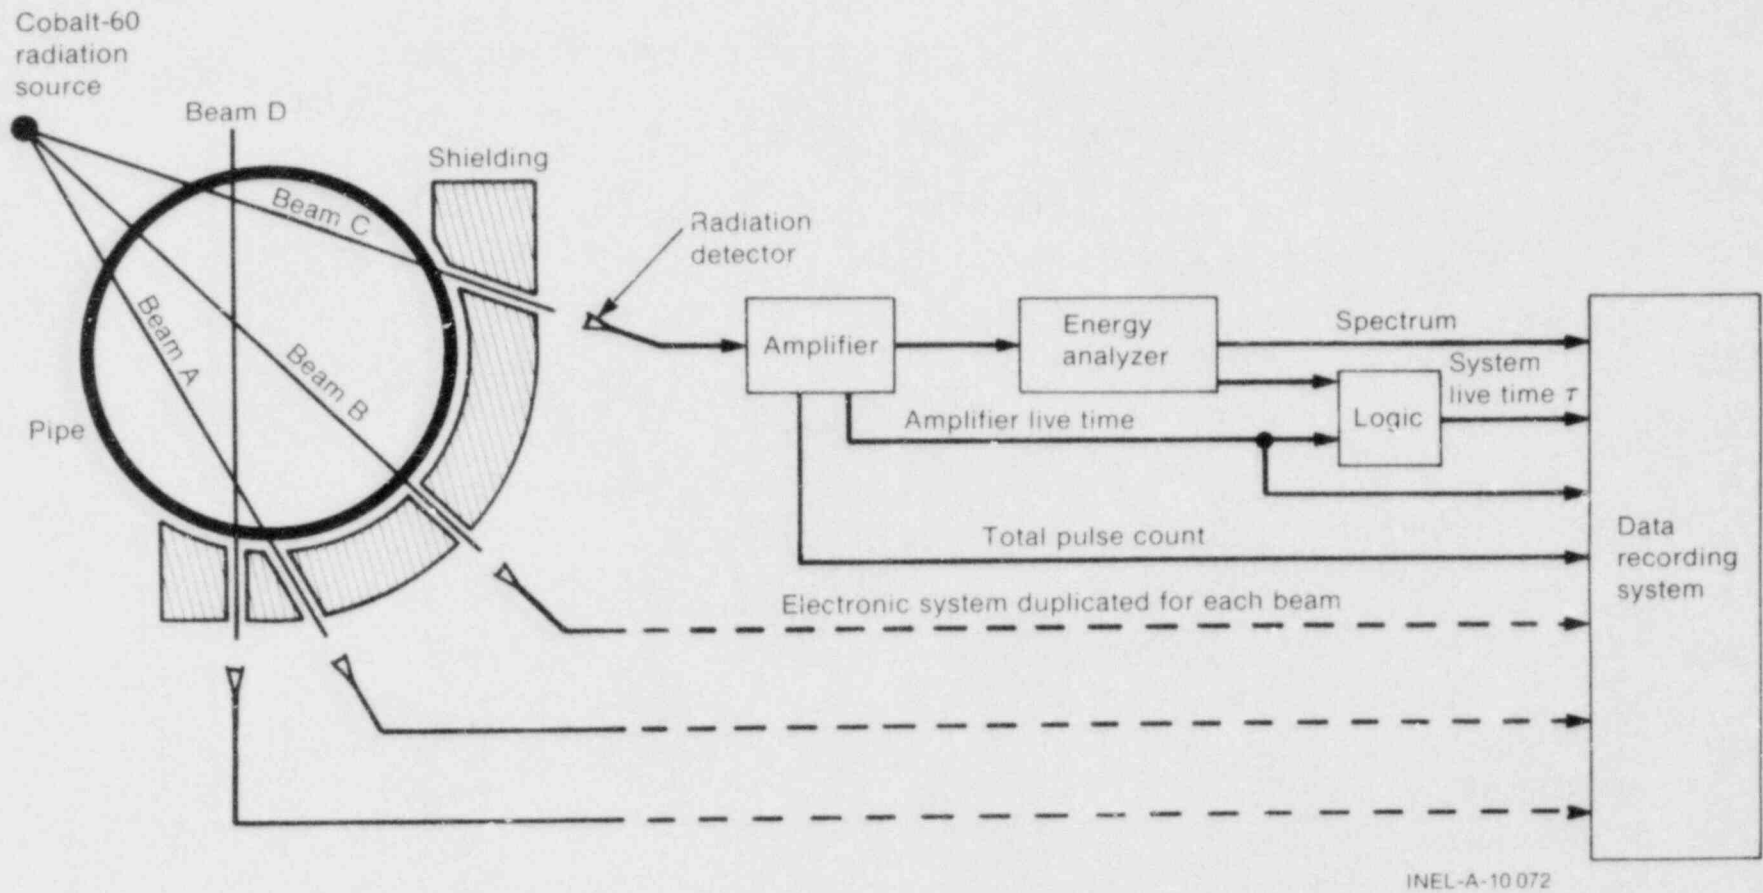 Cobalt-60
radiation
source
Beam D
Shielding
Beam C
Radiation
detector
Beam A
Beam B
Pipe
Amplifier
Energy
analyzer
Spectrum
System
live time τ
Logic
Amplifier live time
Total pulse count
Data
recording
system
Electronic system duplicated for each beam
INEL-A-10 072